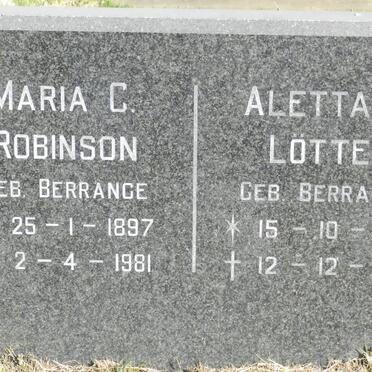 MARIA C.
ROBINSON
GEB. BERRANGE
25 - 1 - 1897
2 - 4 - 1981
ALETTA
LÖTTE
GEB. BERRA
* 15 - 10 -
† 12 - 12 -